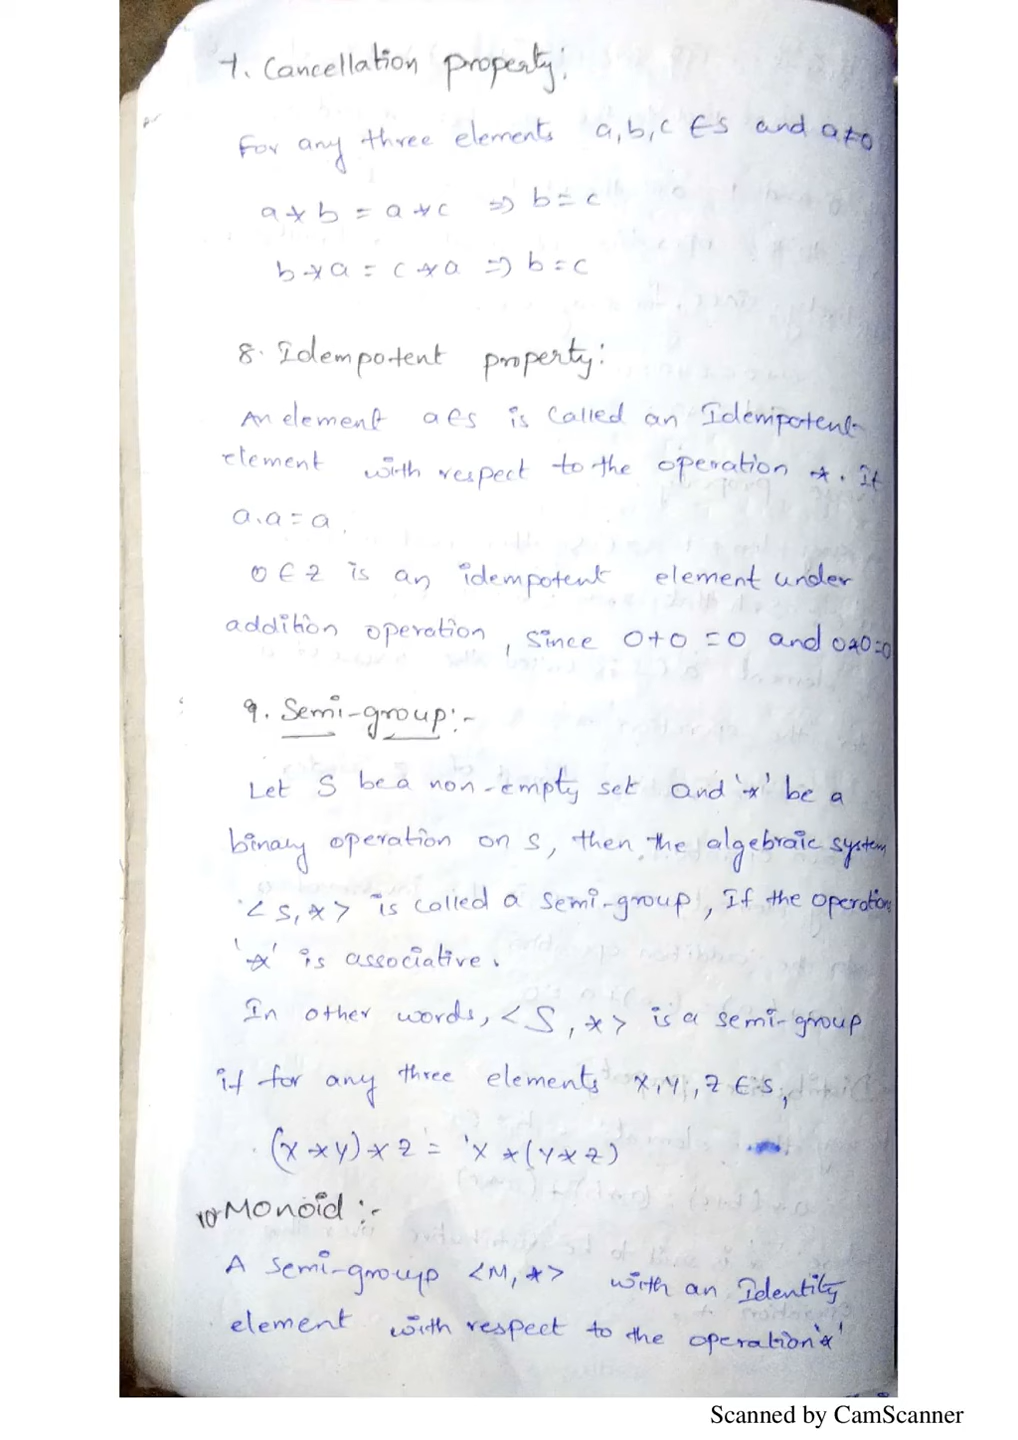 7. Cancellation property:
For any three elements a,b,c ∈ S and a≠0
a * b = a * c ⇒ b = c
b * a = c * a ⇒ b = c
8. Idempotent property:
An element a∈S is called an Idempotent
element with respect to the operation *. If
a.a = a.
0 ∈ Z is an idempotent element under
addition operation, since 0+0 = 0 and 0*0=0
9. Semi-group:-
Let S be a non-empty set and '*' be a
binary operation on S, then the algebraic system
<S, *> is called a semi-group, If the operation
'*' is associative.
In other words, <S, *> is a semi-group
if for any three elements x, y, z ∈ S,
(x * y) * z = x * (y * z)
10 Monoid :-
A semi-group <M, *> with an Identity
element with respect to the operation '*'
Scanned by CamScanner